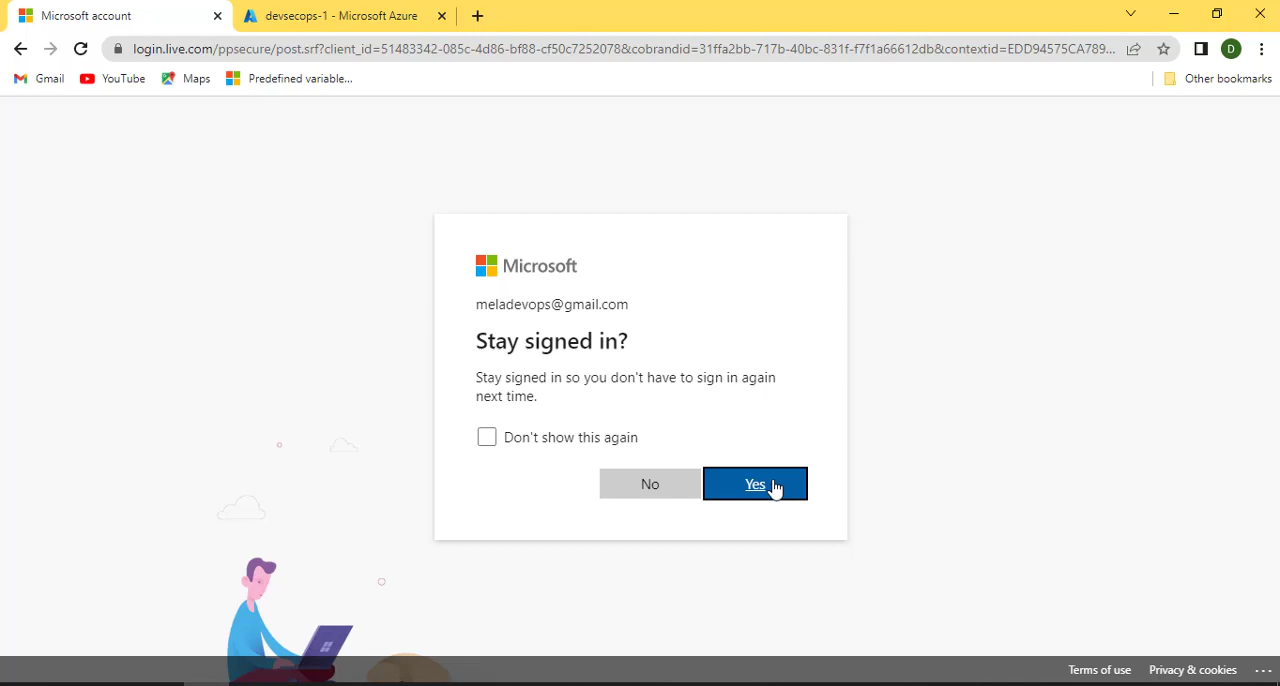 Microsoft account
devsecops-1 - Microsoft Azure
login.live.com/ppsecure/post.srf?client_id=51483342-085c-4d86-bf88-cf50c7252078&cobrandid=31ffa2bb-717b-40bc-831f-f7f1a66612db&contextid=EDD94575CA789...
D
Gmail
YouTube
Maps
Predefined variable...
Other bookmarks
Microsoft
meladevops@gmail.com
Stay signed in?
Stay signed in so you don't have to sign in again
next time.
Don't show this again
No
Yes
Terms of use
Privacy & cookies
...